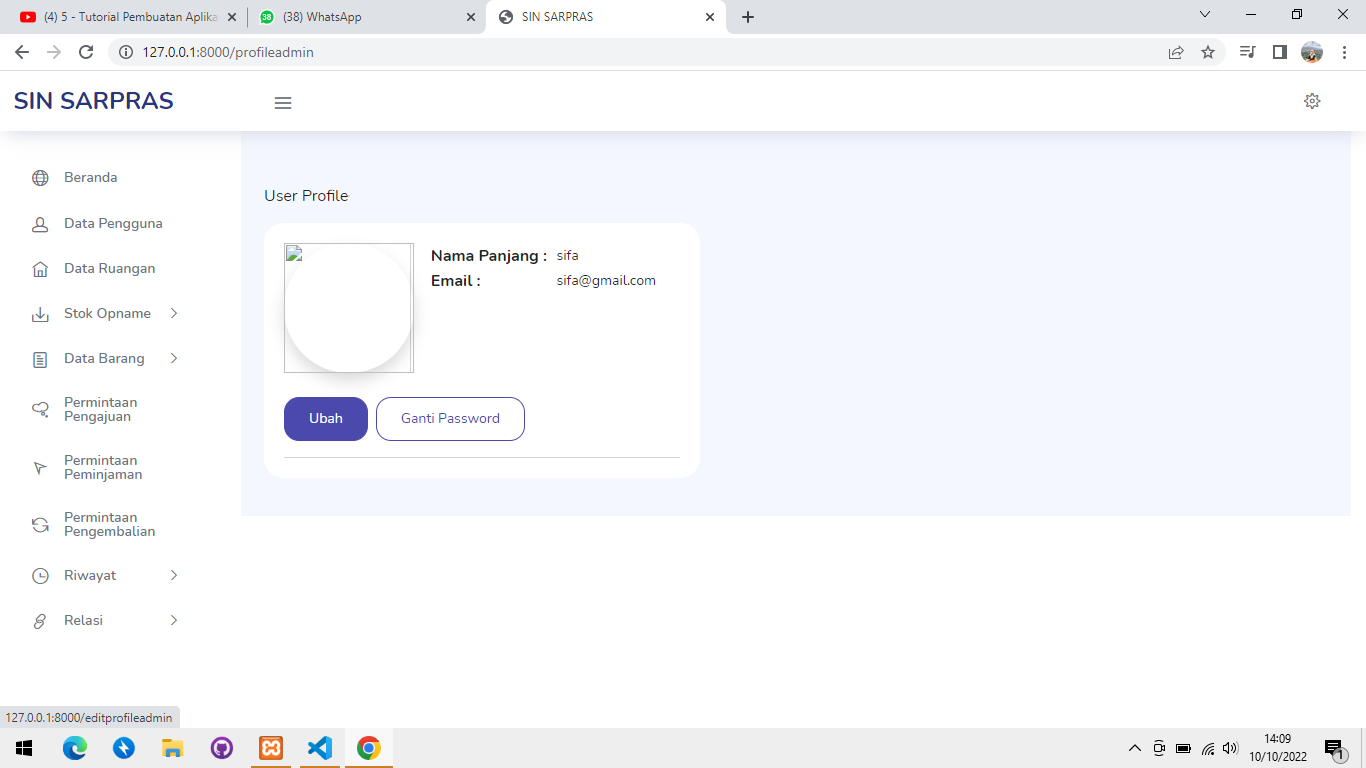 (4) 5 - Tutorial Pembuatan Aplika
(38) WhatsApp
SIN SARPRAS
127.0.0.1:8000/profileadmin
SIN SARPRAS
Beranda
Data Pengguna
Data Ruangan
Stok Opname
Data Barang
Permintaan
Pengajuan
Permintaan
Peminjaman
Permintaan
Pengembalian
Riwayat
Relasi
User Profile
Nama Panjang : sifa
Email : sifa@gmail.com
Ubah
Ganti Password
127.0.0.1:8000/editprofileadmin
14:09
10/10/2022
1